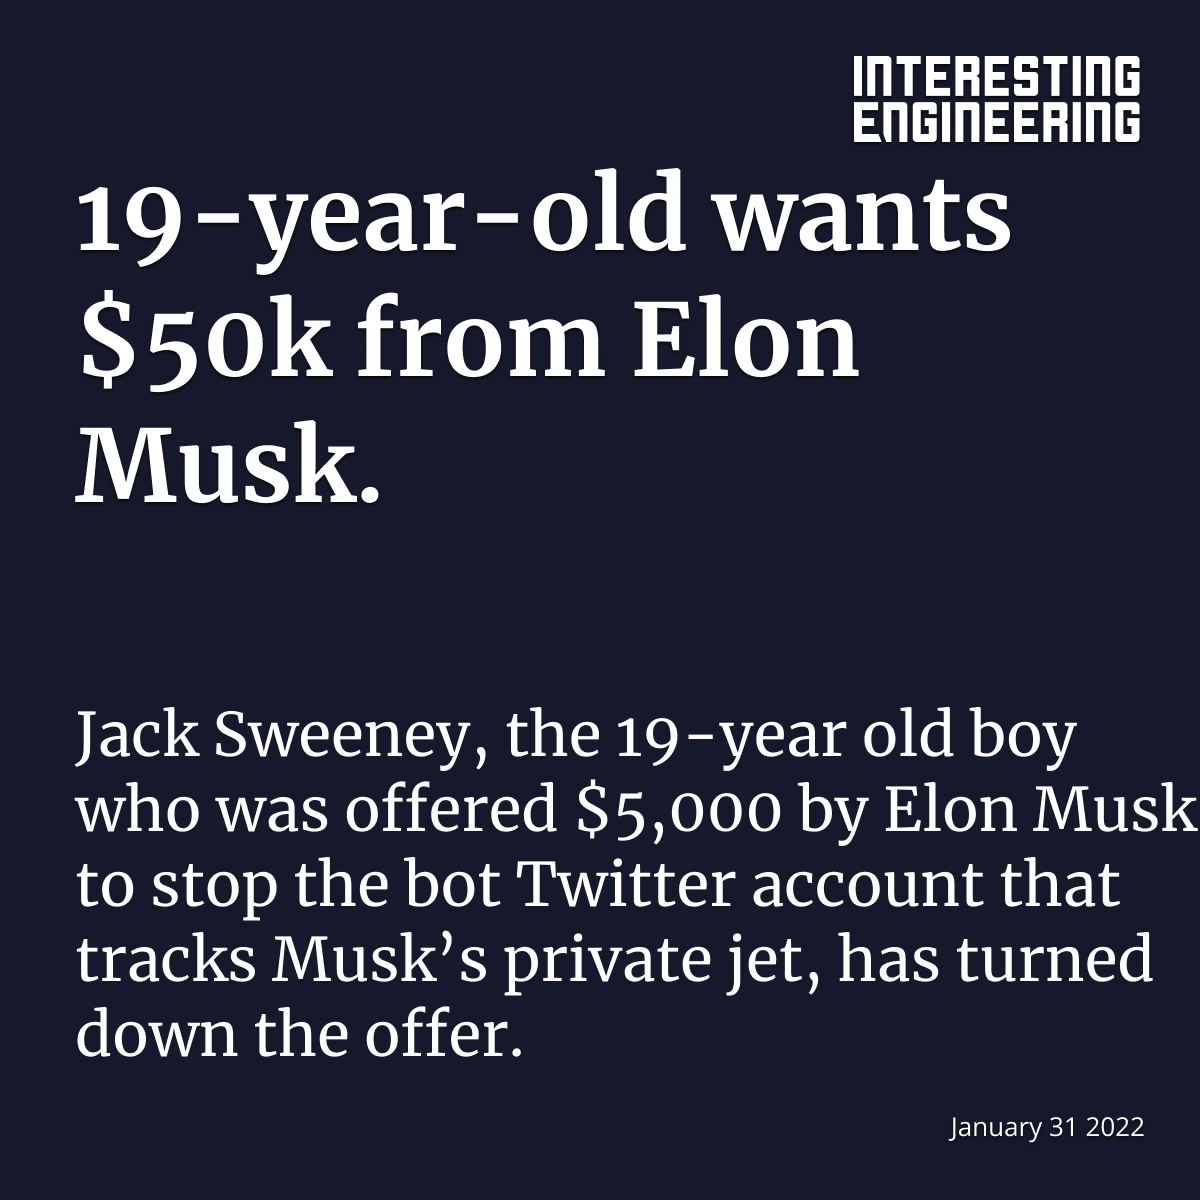 INTERESTING
ENGINEERING
19-year-old wants
$50k from Elon
Musk.
Jack Sweeney, the 19-year old boy
who was offered $5,000 by Elon Musk
to stop the bot Twitter account that
tracks Musk’s private jet, has turned
down the offer.
January 31 2022